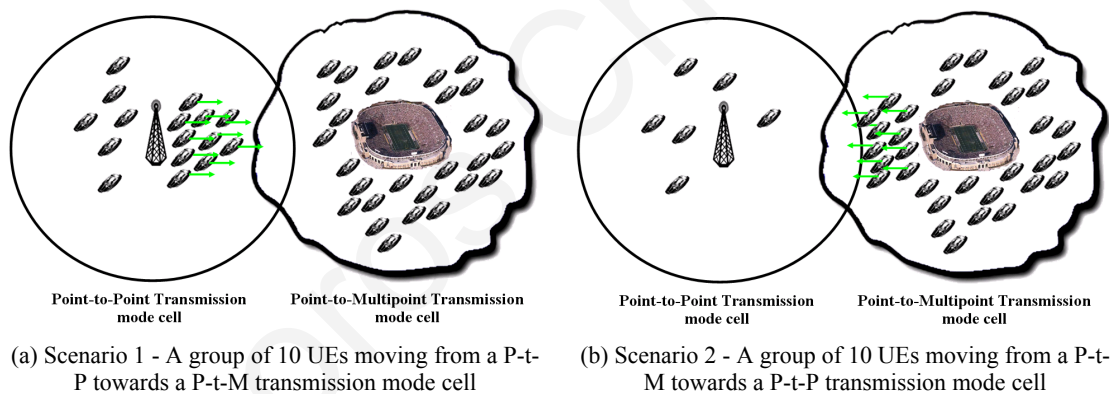 Point-to-Point Transmission
mode cell
Point-to-Multipoint Transmission
mode cell
(a) Scenario 1 - A group of 10 UEs moving from a P-t-
P towards a P-t-M transmission mode cell
Point-to-Point Transmission
mode cell
Point-to-Multipoint Transmission
mode cell
(b) Scenario 2 - A group of 10 UEs moving from a P-t-
M towards a P-t-P transmission mode cell